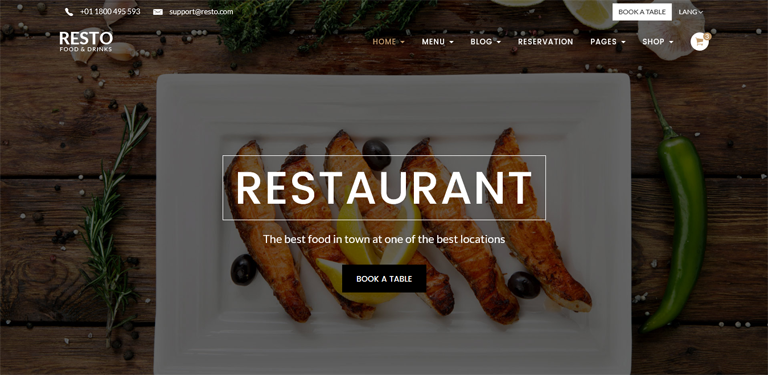 +01 1800 495 593
support@resto.com
BOOK A TABLE
LANG
RESTO
FOOD & DRINKS
HOME MENU BLOG RESERVATION PAGES SHOP
RESTAURANT
The best food in town at one of the best locations
BOOK A TABLE